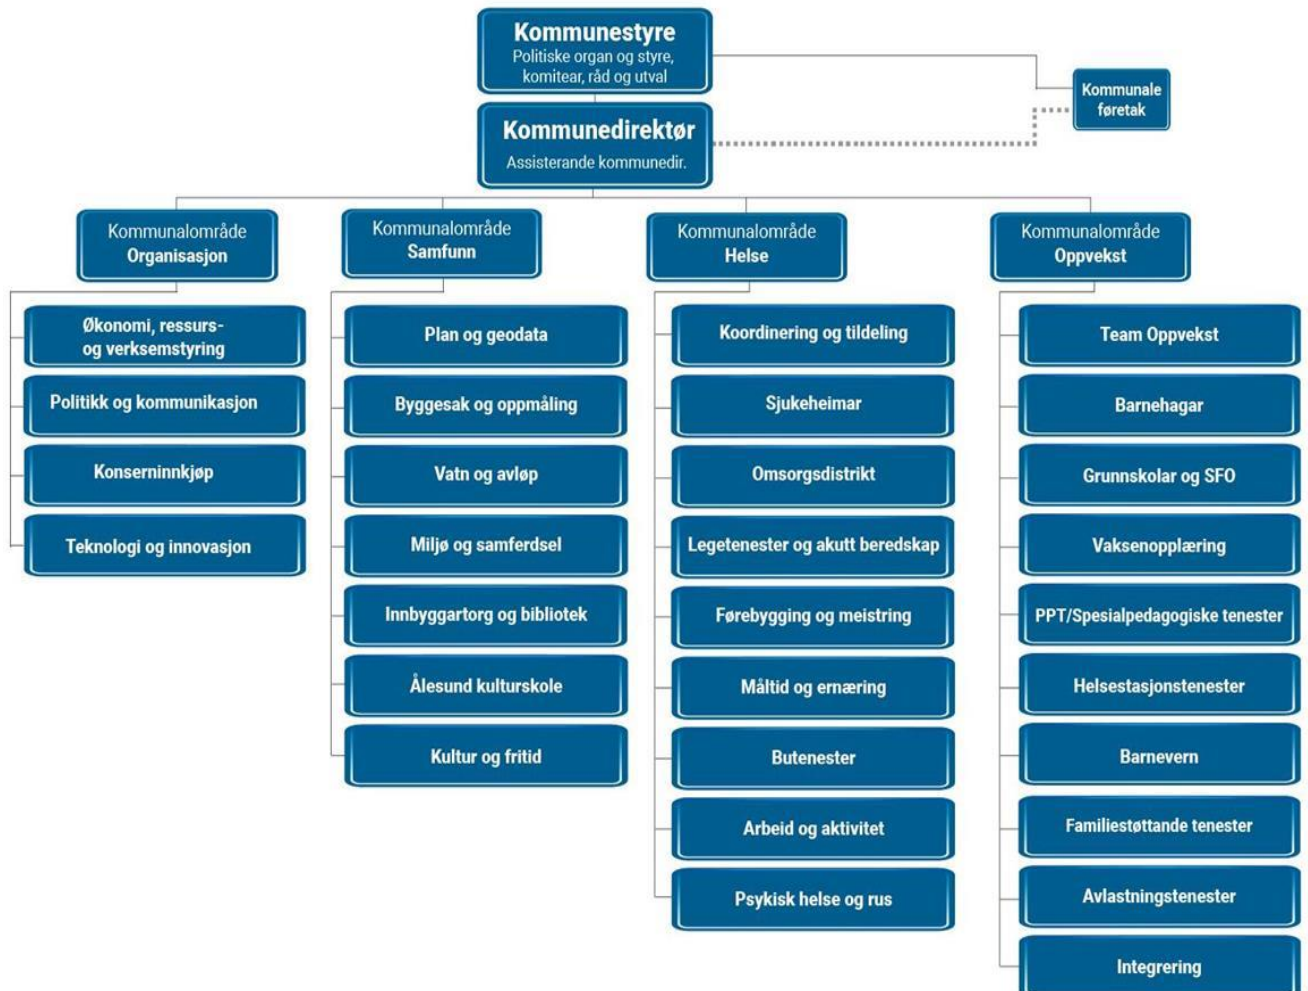 Kommunestyre
Politiske organ og styre,
komitear, råd og utval
Kommunale
føretak
Kommunedirektør
Assisterande kommunedir.
Kommunalområde
Organisasjon
Økonomi, ressurs-
og verksemstyring
Politikk og kommunikasjon
Konserninnkjøp
Teknologi og innovasjon
Kommunalområde
Samfunn
Plan og geodata
Byggesak og oppmåling
Vatn og avløp
Miljø og samferdsel
Innbyggartorg og bibliotek
Ålesund kulturskole
Kultur og fritid
Kommunalområde
Helse
Koordinering og tildeling
Sjukeheimar
Omsorgsdistrikt
Legetenester og akutt beredskap
Førebygging og meistring
Måltid og ernæring
Butenester
Arbeid og aktivitet
Psykisk helse og rus
Kommunalområde
Oppvekst
Team Oppvekst
Barnehagar
Grunnskolar og SFO
Vaksenopplæring
PPT/Spesialpedagogiske tenester
Helsestasjonstenester
Barnevern
Familiestøttande tenester
Avlastningstenester
Integrering